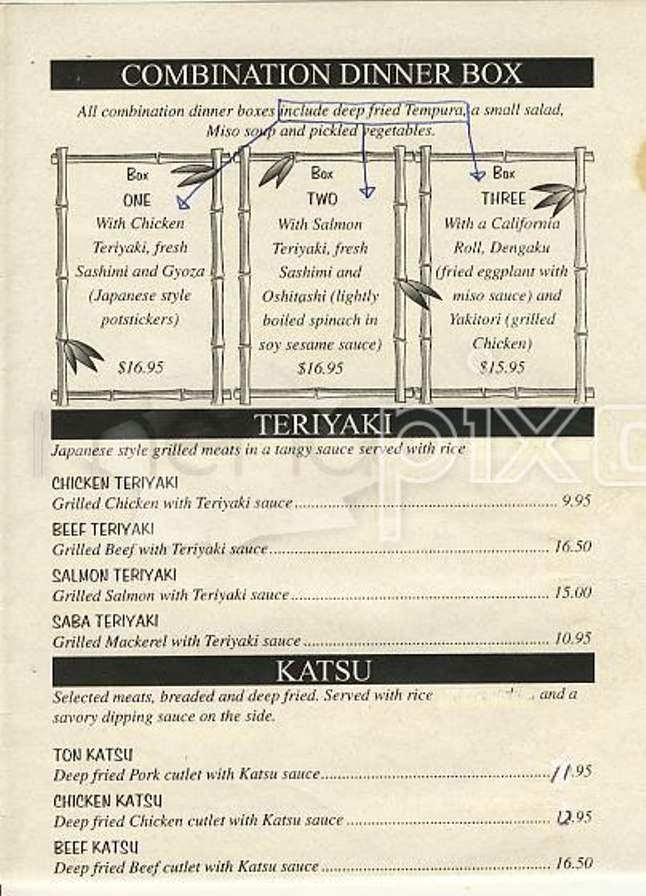 COMBINATION DINNER BOX
All combination dinner boxes include deep fried Tempura, a small salad,
Miso soup and pickled vegetables.
Box
ONE
With Chicken
Teriyaki, fresh
Sashimi and Gyoza
(Japanese style
potstickers)
$16.95
Box
TWO
With Salmon
Teriyaki, fresh
Sashimi and
Oshitashi (lightly
boiled spinach in
soy sesame sauce)
$16.95
Box
THREE
With a California
Roll, Dengaku
(fried eggplant with
miso sauce) and
Yakitori (grilled
Chicken)
$15.95
TERIYAKI
Japanese style grilled meats in a tangy sauce served with rice
CHICKEN TERIYAKI
Grilled Chicken with Teriyaki sauce 9.95
BEEF TERIYAKI
Grilled Beef with Teriyaki sauce 16.50
SALMON TERIYAKI
Grilled Salmon with Teriyaki sauce 15.00
SABA TERIYAKI
Grilled Mackerel with Teriyaki sauce 10.95
KATSU
Selected meats, breaded and deep fried. Served with rice and a
savory dipping sauce on the side.
TON KATSU
Deep fried Pork cutlet with Katsu sauce 11.95
CHICKEN KATSU
Deep fried Chicken cutlet with Katsu sauce 12.95
BEEF KATSU
Deep fried Beef cutlet with Katsu sauce 16.50